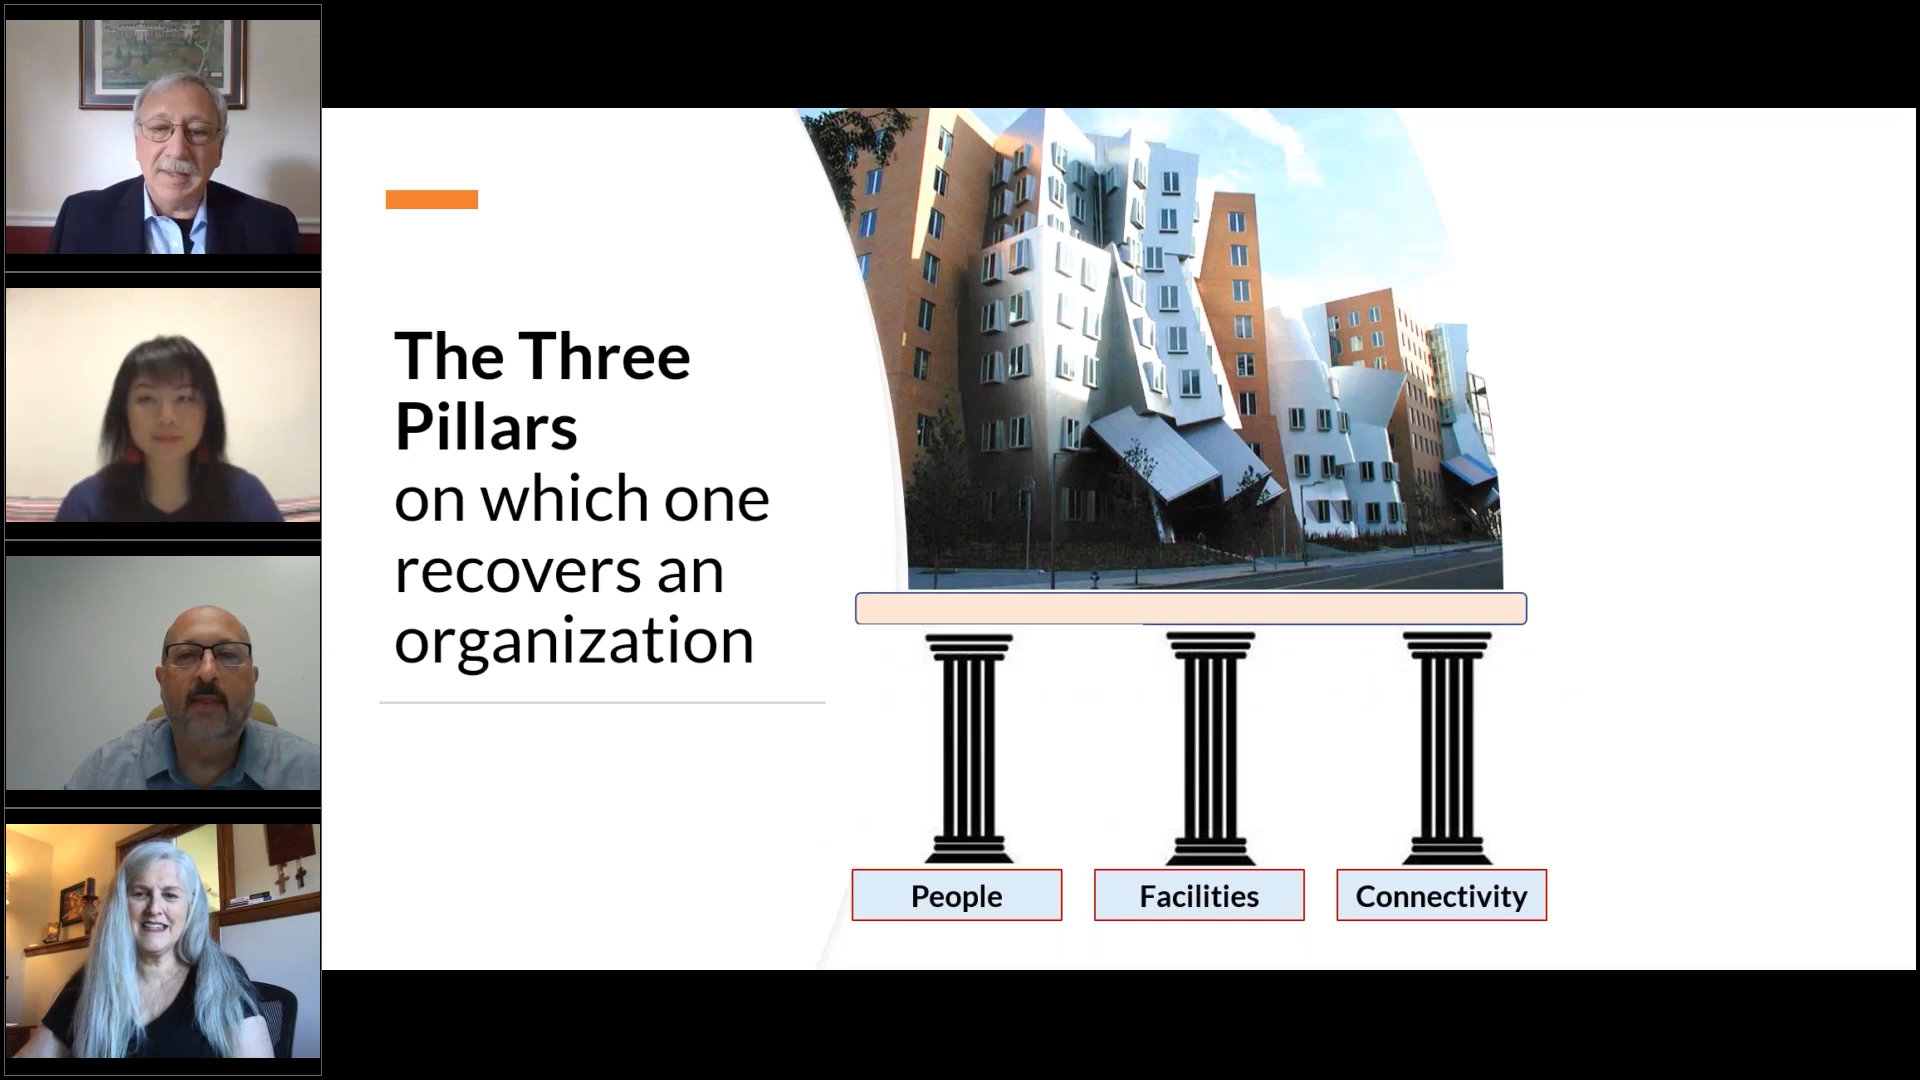 The Three
Pillars
on which one
recovers an
organization
People
Facilities
Connectivity